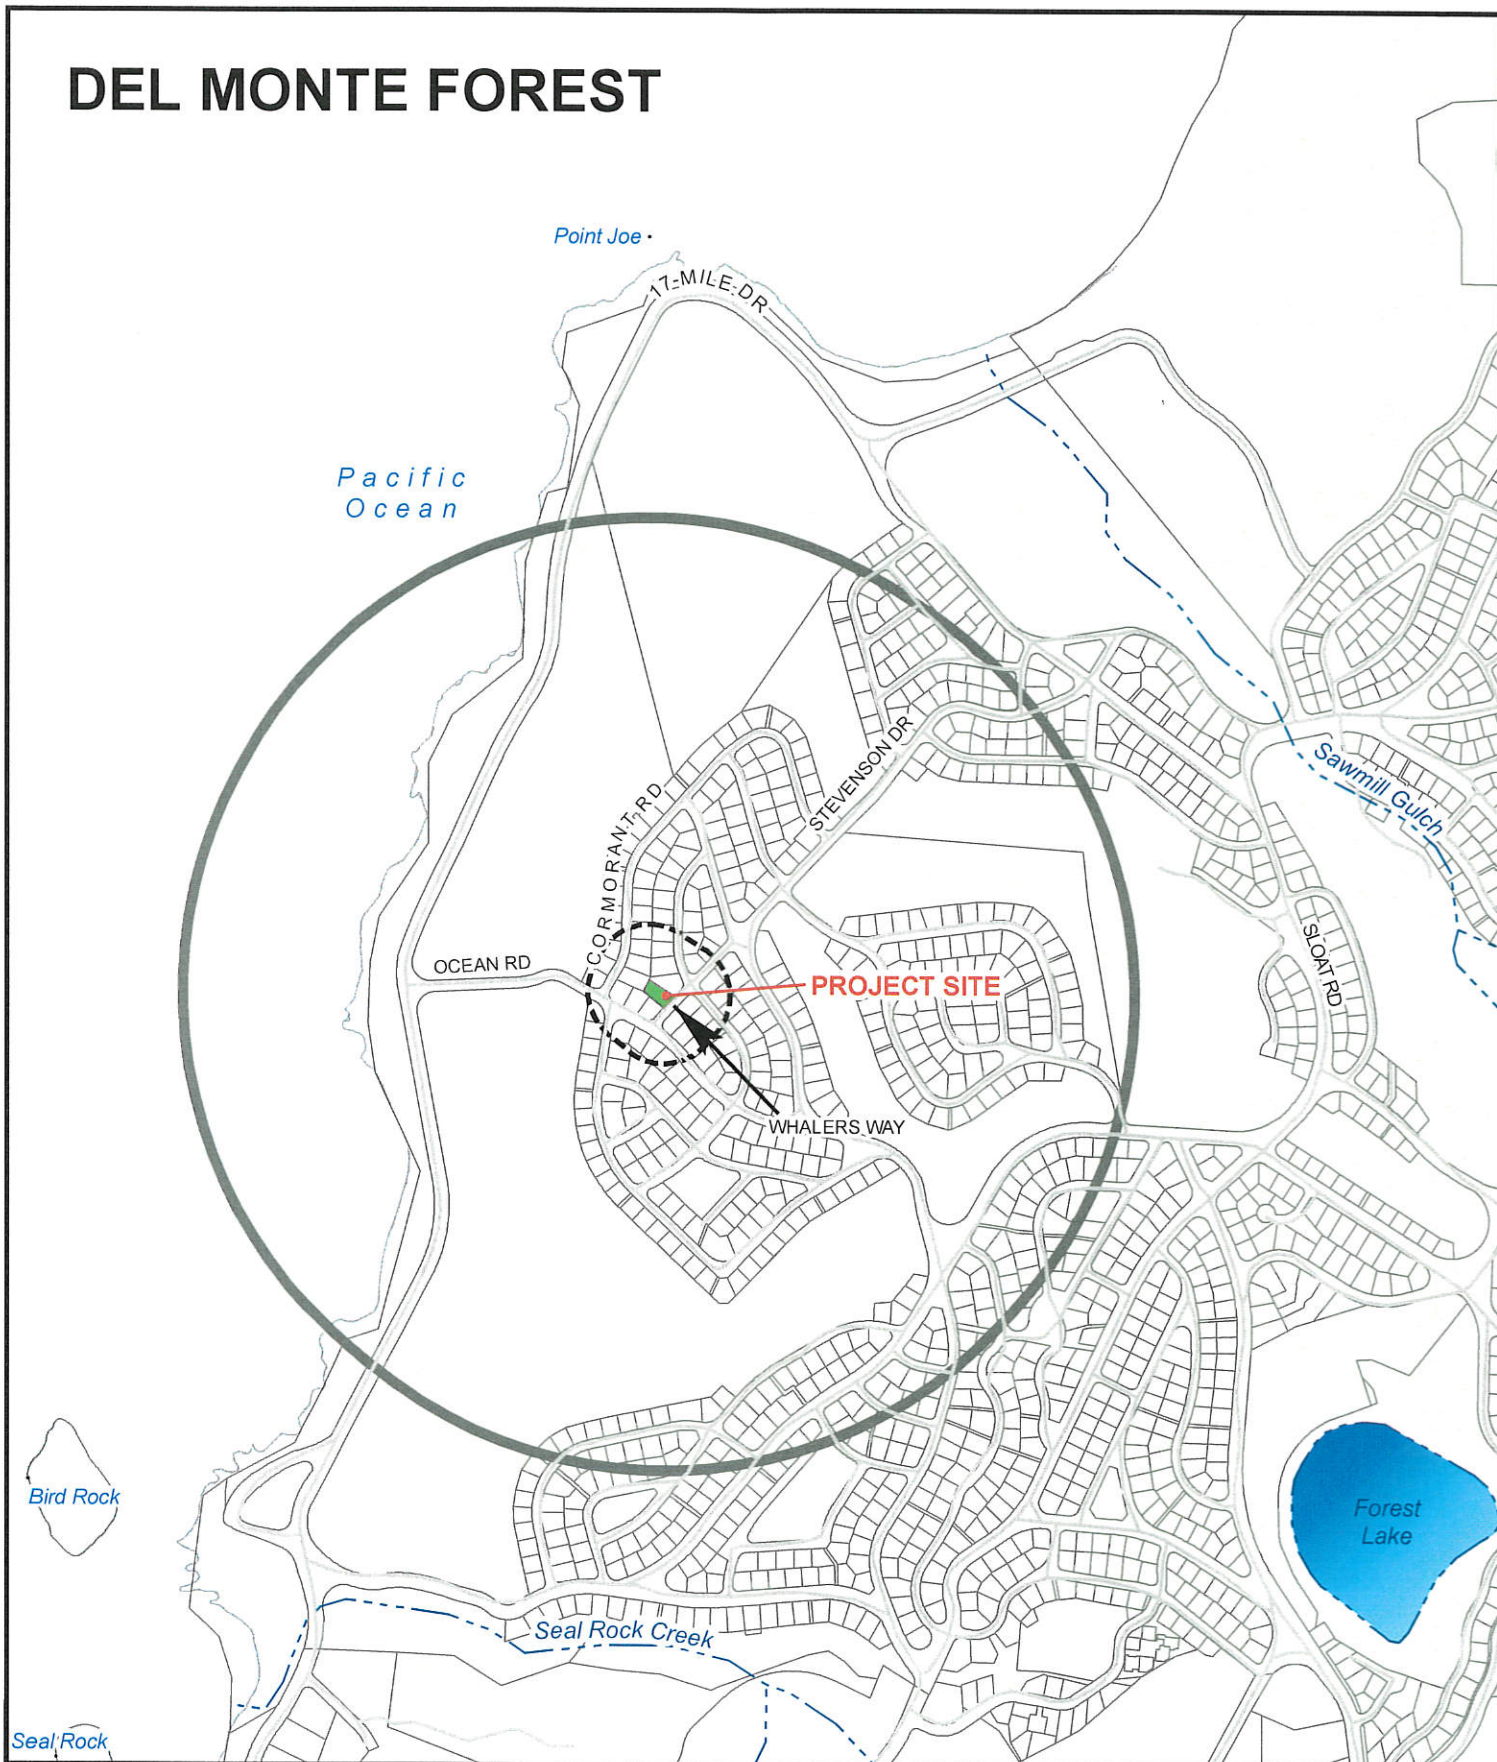 DEL MONTE FOREST
Point Joe
17-MILE DR
Pacific
Ocean
STEVENSON DR
Sawmill Gulch
CORMORANT RD
OCEAN RD
SLOAT RD
PROJECT SITE
WHALERS WAY
Bird Rock
Forest
Lake
Seal Rock Creek
Seal Rock